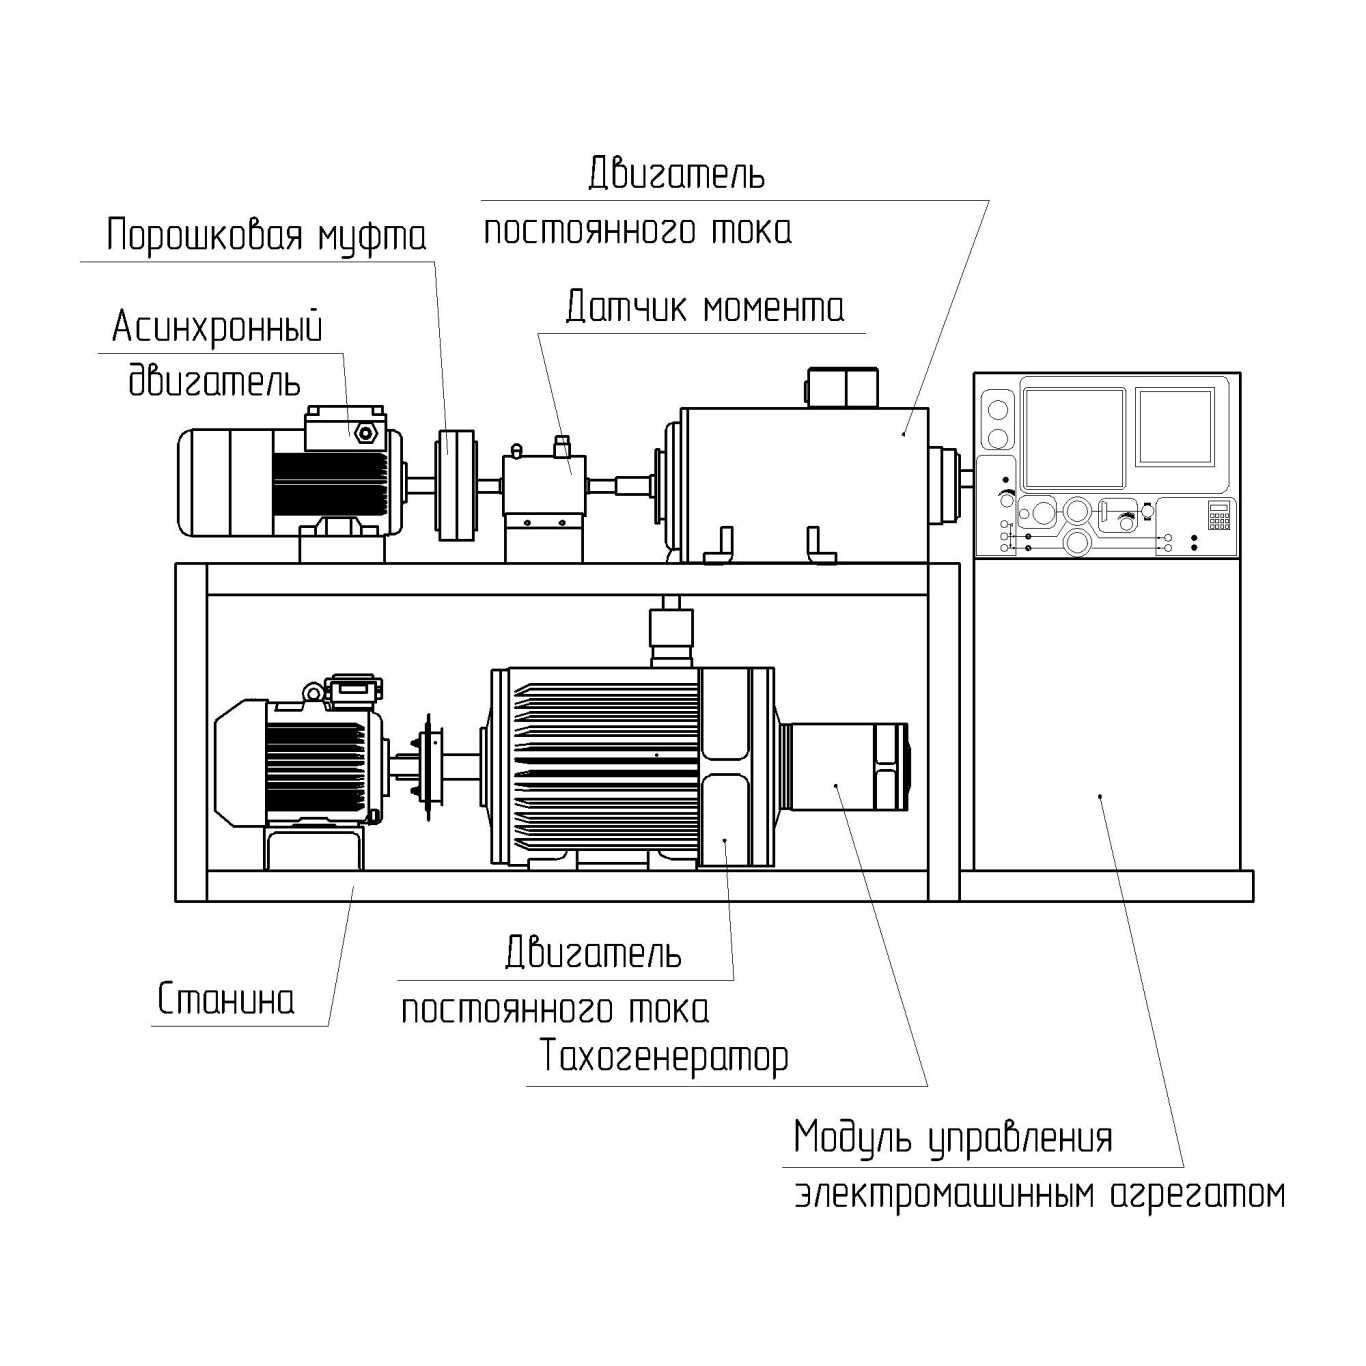 Двигатель
постоянного тока
Порошковая муфта
Датчик момента
Асинхронный
двигатель
Двигатель
постоянного тока
Станина
Тахогенератор
Модуль управления
электромашинным агрегатом